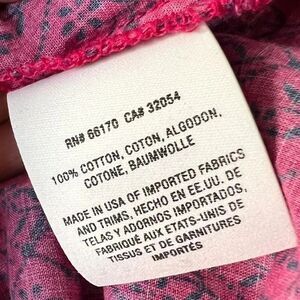 RN# 66170 CA# 32054
100% COTTON, COTON, ALGODON,
COTONE, BAUMWOLLE
MADE IN USA OF IMPORTED FABRICS
AND TRIMS, HECHO EN EE.UU. DE
TELAS Y ADORNOS IMPORTADOS,
FABRIQUÉ AUX ETATS-UNIS DE
TISSUS ET DE GARNITURES
IMPORTÉS